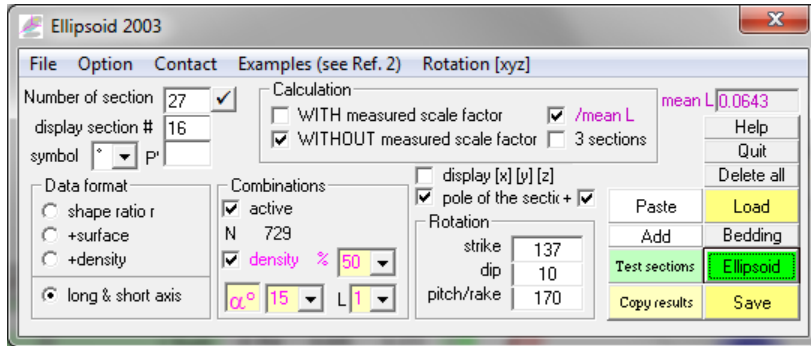 Ellipsoid 2003
File Option Contact Examples (see Ref. 2) Rotation [xyz]
Number of section 27
display section # 16
symbol ° P'
Calculation
WITH measured scale factor /mean L
WITHOUT measured scale factor 3 sections
mean L 0.0643
Help
Quit
Delete all
Data format
shape ratio r
+surface
+density
long & short axis
Combinations
active
N 729
density % 50
α° 15 L 1
display [x] [y] [z]
pole of the sectic +
Rotation
strike 137
dip 10
pitch/rake 170
Paste Load
Add Bedding
Test sections Ellipsoid
Copy results Save